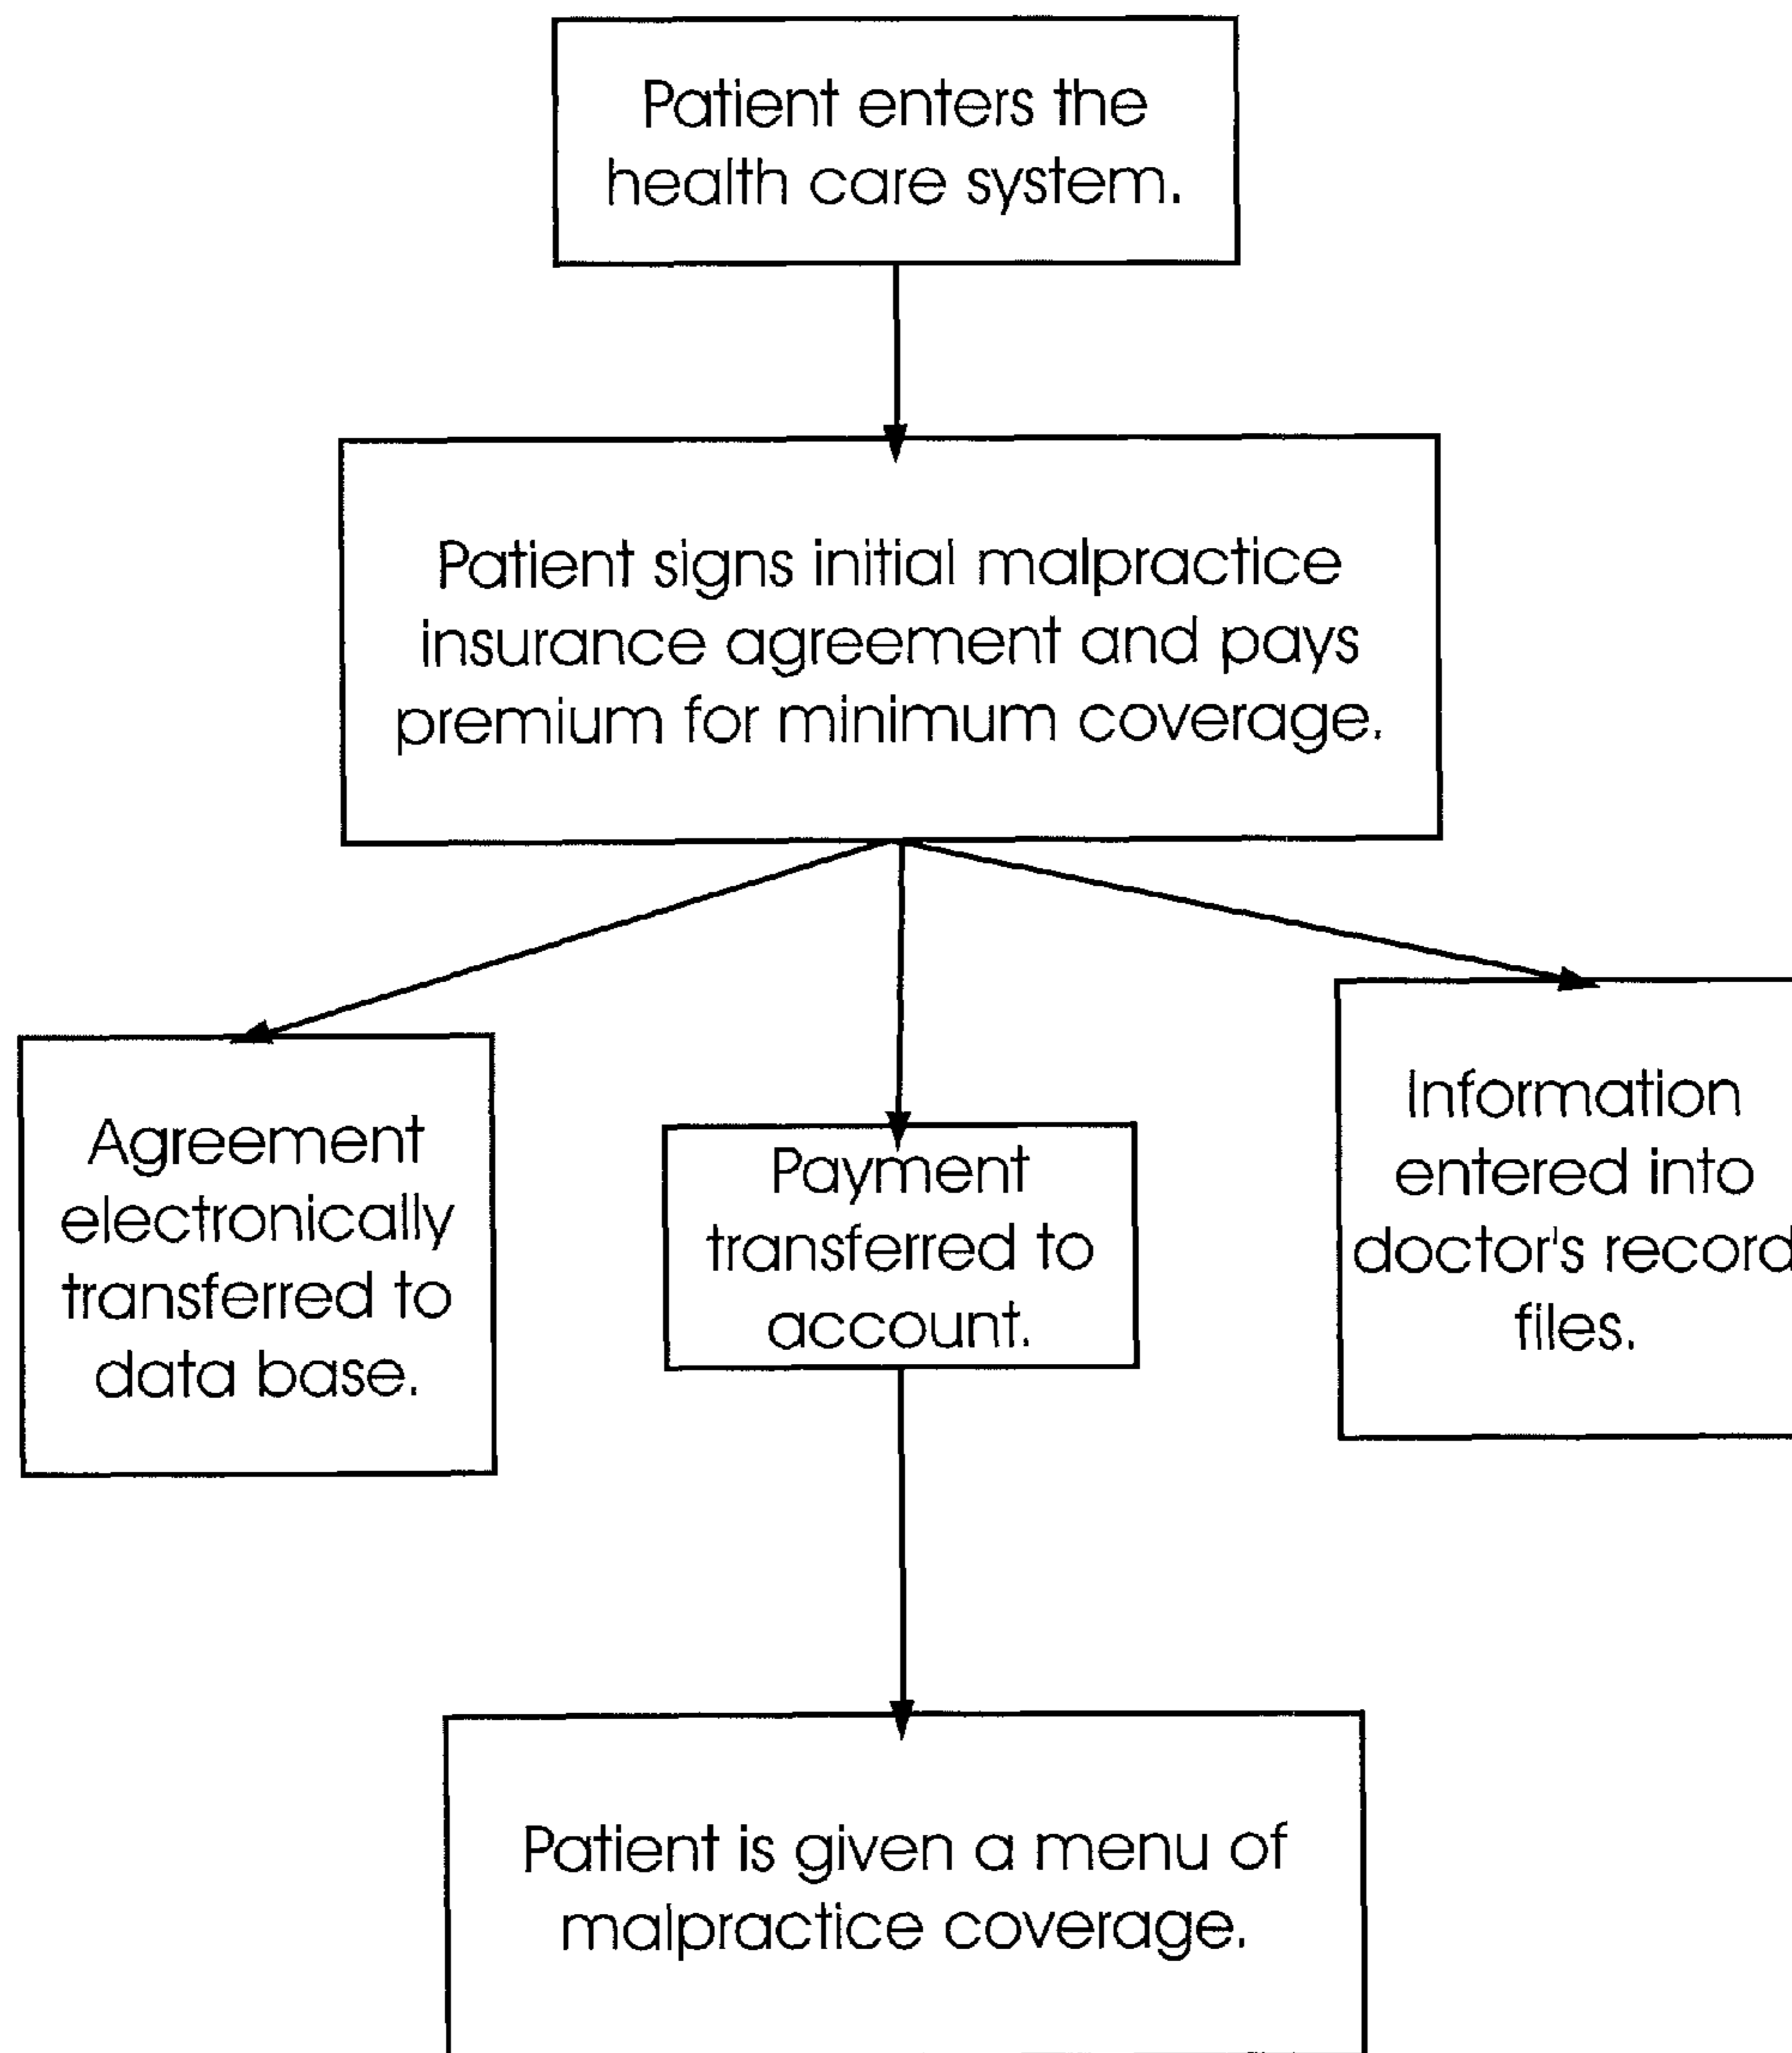 Patient enters the
health care system.
Patient signs initial malpractice
insurance agreement and pays
premium for minimum coverage.
Agreement
electronically
transferred to
data base.
Payment
transferred to
account.
Information
entered into
doctor's record
files.
Patient is given a menu of
malpractice coverage.